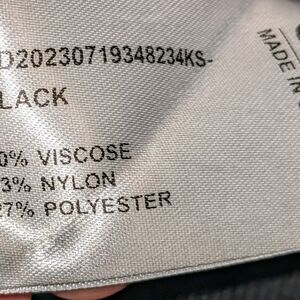 D20230719348234KS-
LACK
0% VISCOSE
3% NYLON
27% POLYESTER
MADE IN